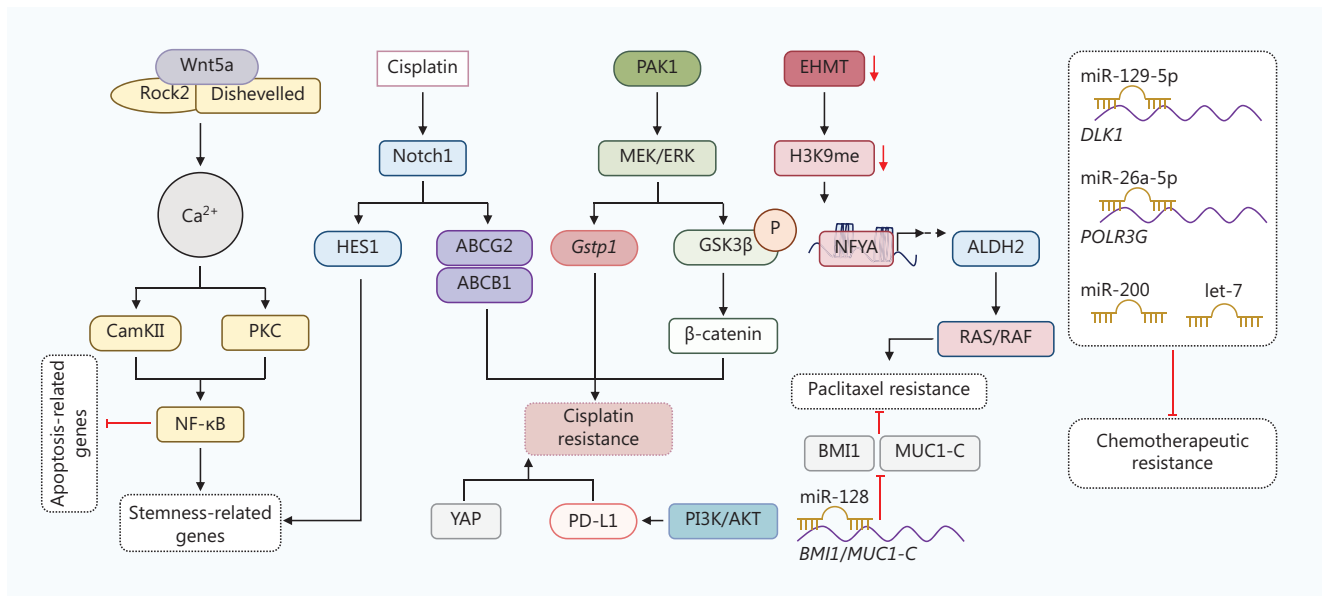 Wnt5a
Rock2
Dishevelled
Ca2+
CamKII
PKC
NF-κB
Apoptosis-related
genes
Stemness-related
genes
Cisplatin
Notch1
HES1
ABCG2
ABCB1
PAK1
MEK/ERK
Gstp1
GSK3β
P
β-catenin
Cisplatin
resistance
YAP
PD-L1
PI3K/AKT
EHMT
H3K9me
NFYA
ALDH2
RAS/RAF
Paclitaxel resistance
BMI1
MUC1-C
miR-128
BMI1/MUC1-C
miR-129-5p
DLK1
miR-26a-5p
POLR3G
miR-200
let-7
Chemotherapeutic
resistance